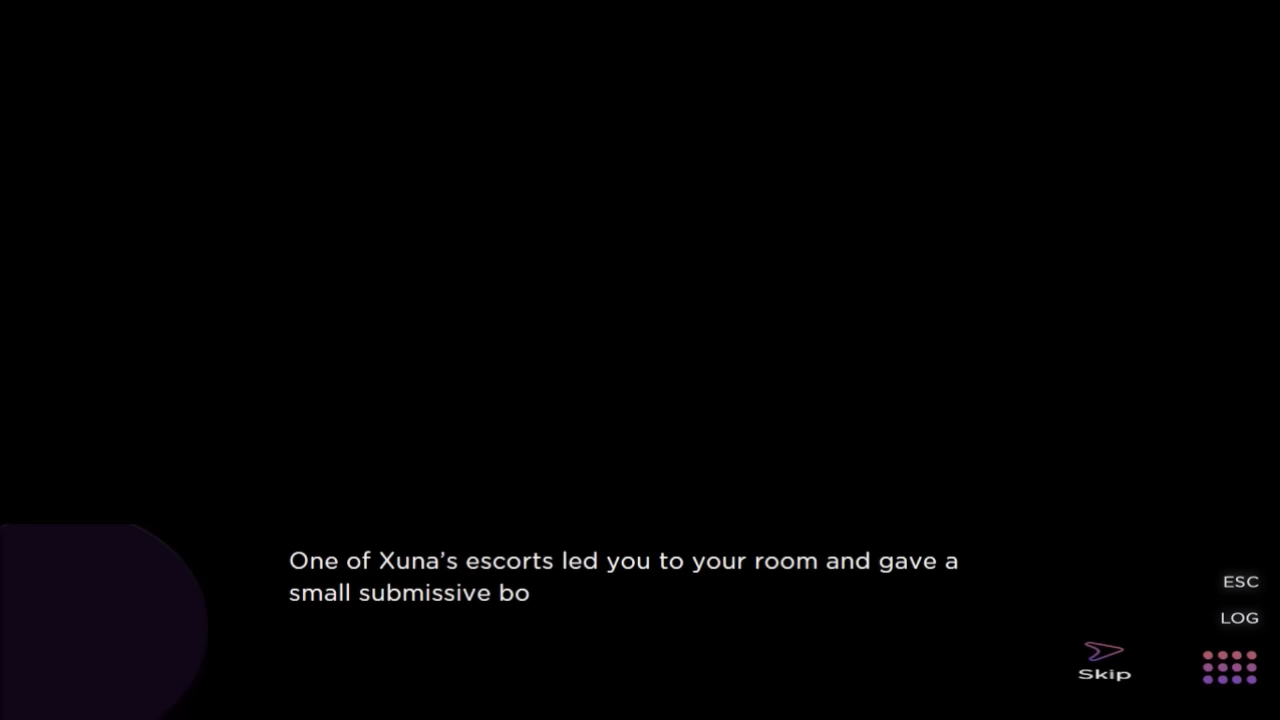 One of Xuna’s escorts led you to your room and gave a
small submissive bo
ESC
LOG
Skip